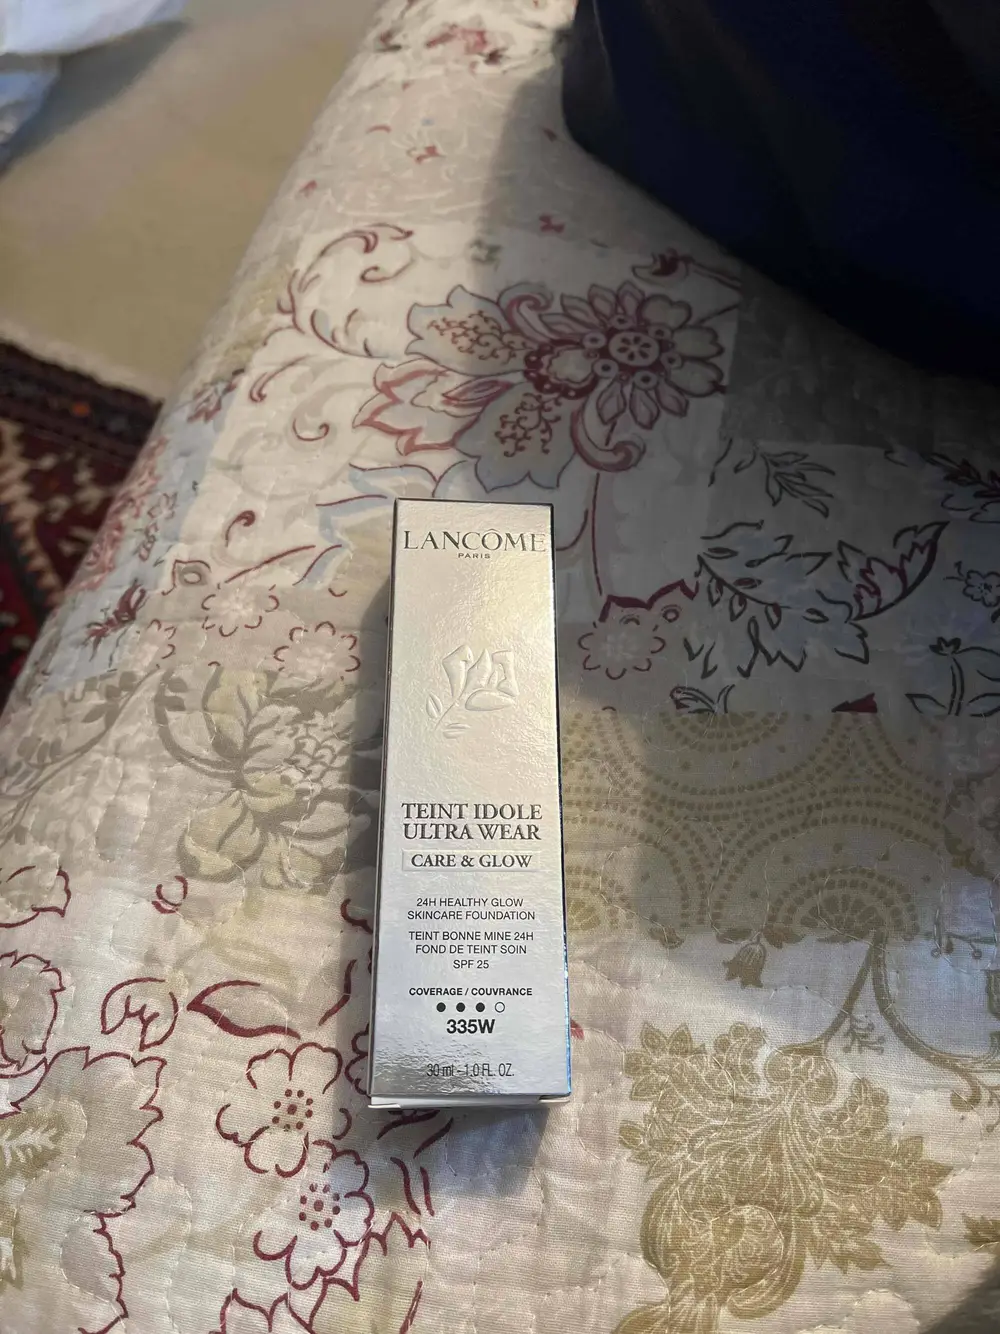 LANCÔME
PARIS
TEINT IDOLE
ULTRA WEAR
CARE & GLOW
24H HEALTHY GLOW
SKINCARE FOUNDATION
TEINT BONNE MINE 24H
FOND DE TEINT SOIN
SPF 25
COVERAGE / COUVRANCE
335W
30 ml - 1.0 FL. OZ.